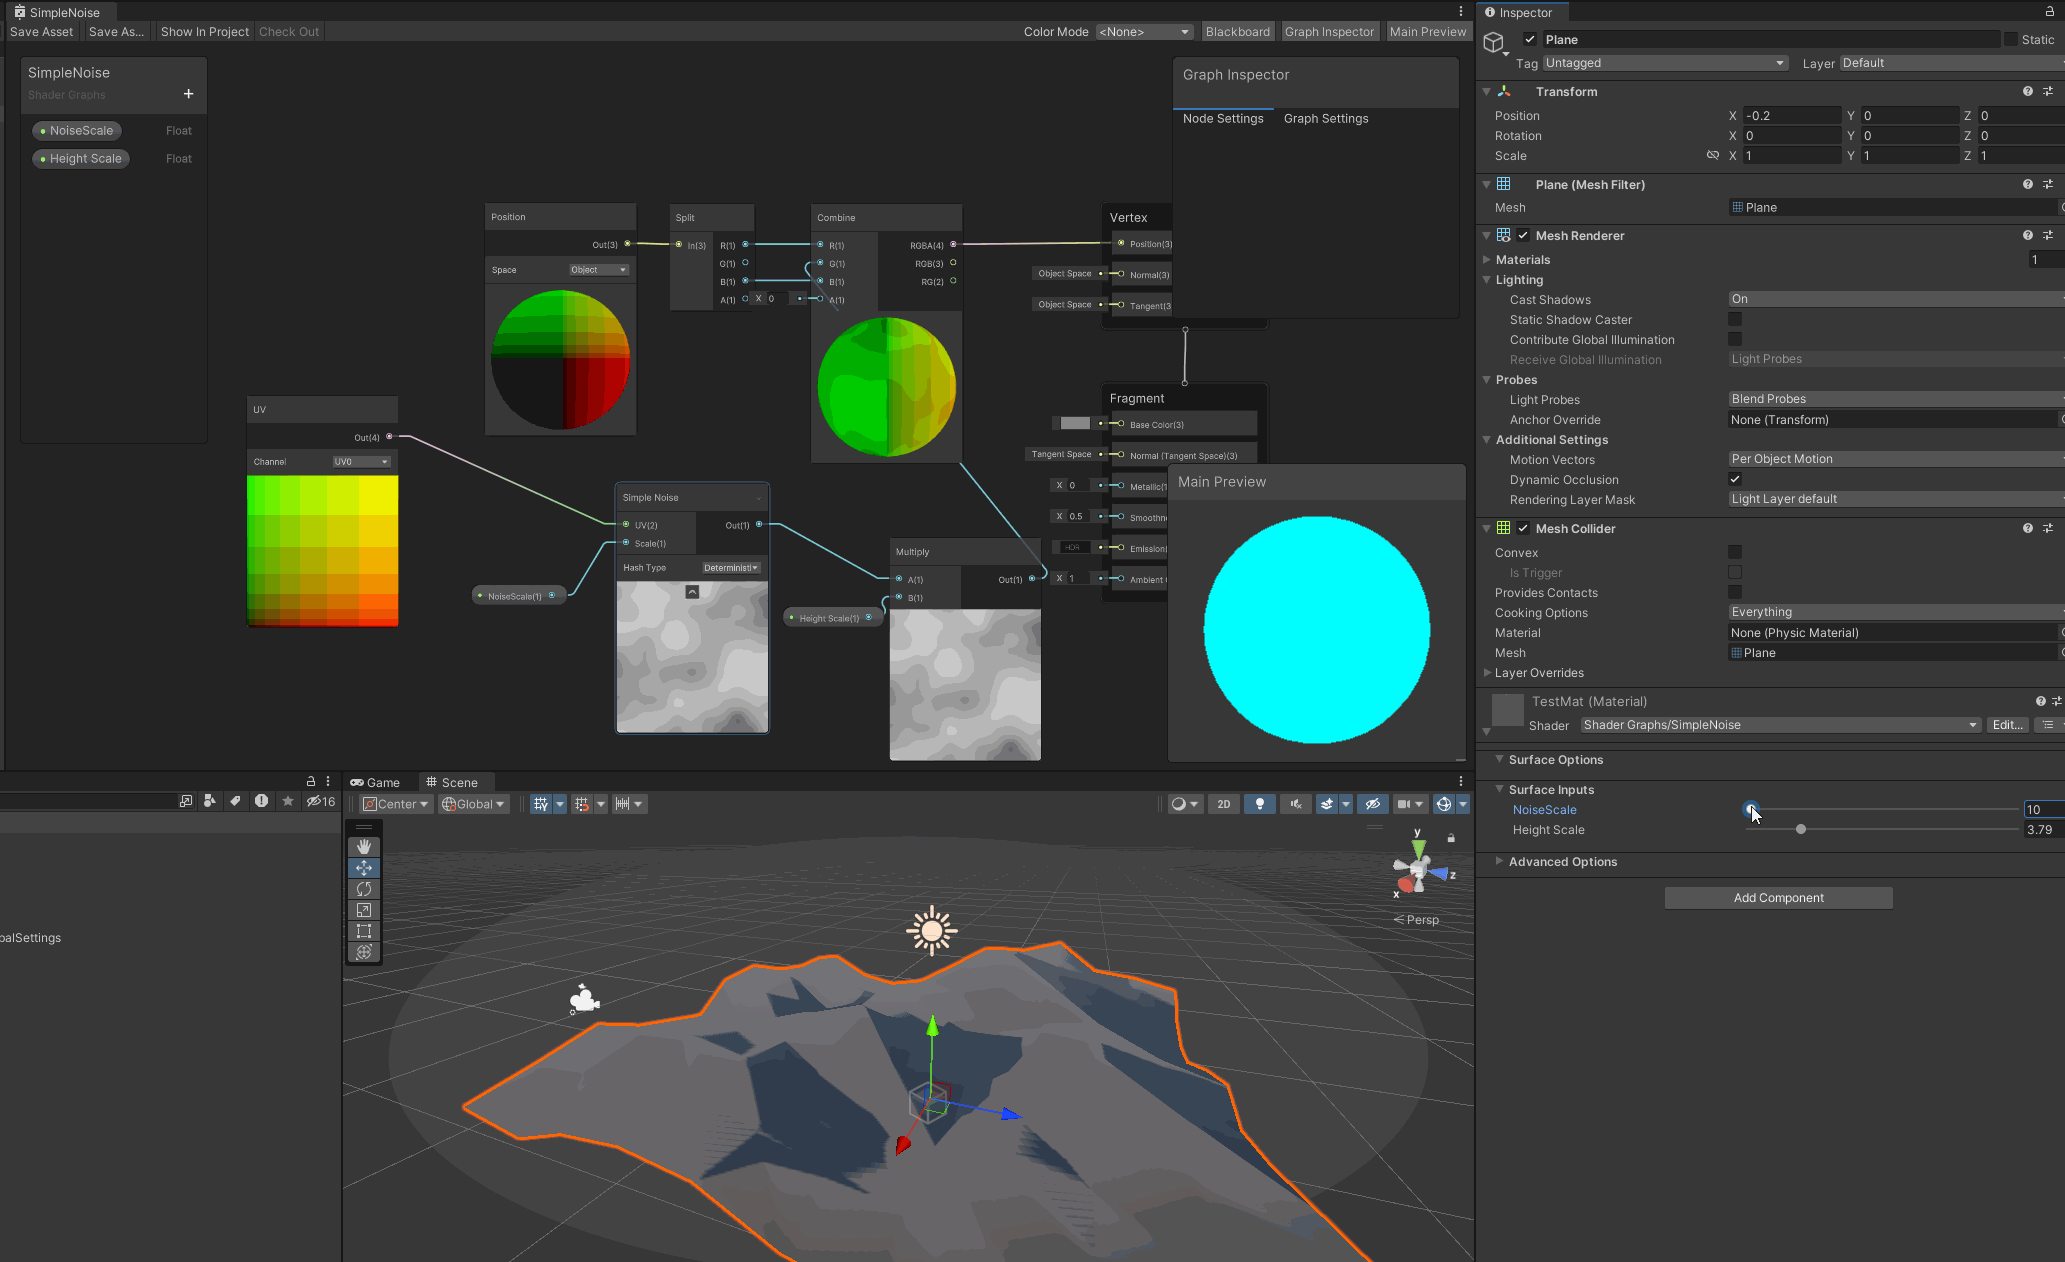 SimpleNoise
Save Asset Save As... Show In Project Check Out
Color Mode <None> Blackboard Graph Inspector Main Preview
SimpleNoise
Shader Graphs +
NoiseScale Float
Height Scale Float
Graph Inspector
Node Settings Graph Settings
Position
Out(3)
Space Object
Split
In(3) R(1)
G(1)
B(1)
A(1)
X 0
Combine
R(1) RGBA(4)
G(1) RGB(3)
B(1) RG(2)
A(1)
Vertex
Position(3)
Object Space Normal(3)
Object Space Tangent(3
UV
Out(4)
Channel UV0
Simple Noise
UV(2) Out(1)
Scale(1)
Hash Type Deterministi
NoiseScale(1)
Height Scale(1)
Multiply
A(1) Out(1)
B(1)
Fragment
Base Color(3)
Tangent Space Normal (Tangent Space)(3)
X 0 Metallic(1
X 0.5 Smoothn
HDR Emission(
X 1 Ambient
Main Preview
16
Game Scene
Center Global 2D
balSettings
y
z
x
Persp
Inspector
Plane Static
Tag Untagged Layer Default
Transform
Position X -0.2 Y 0 Z 0
Rotation X 0 Y 0 Z 0
Scale X 1 Y 1 Z 1
Plane (Mesh Filter)
Mesh Plane
Mesh Renderer
Materials 1
Lighting
Cast Shadows On
Static Shadow Caster
Contribute Global Illumination
Receive Global Illumination Light Probes
Probes
Light Probes Blend Probes
Anchor Override None (Transform)
Additional Settings
Motion Vectors Per Object Motion
Dynamic Occlusion
Rendering Layer Mask Light Layer default
Mesh Collider
Convex
Is Trigger
Provides Contacts
Cooking Options Everything
Material None (Physic Material)
Mesh Plane
Layer Overrides
TestMat (Material)
Shader Shader Graphs/SimpleNoise Edit...
Surface Options
Surface Inputs
NoiseScale 10
Height Scale 3.79
Advanced Options
Add Component